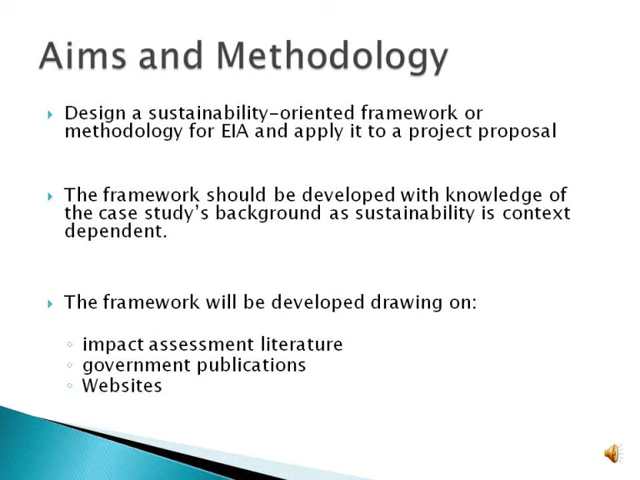 Aims and Methodology
Design a sustainability-oriented framework or
methodology for EIA and apply it to a project proposal
The framework should be developed with knowledge of
the case study's background as sustainability is context
dependent.
The framework will be developed drawing on:
impact assessment literature
government publications
Websites